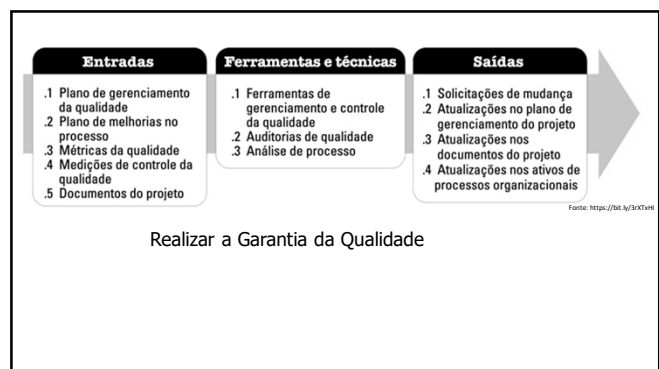 Entradas
.1 Plano de gerenciamento
da qualidade
.2 Plano de melhorias no
processo
.3 Métricas da qualidade
.4 Medições de controle da
qualidade
.5 Documentos do projeto
Ferramentas e técnicas
.1 Ferramentas de
gerenciamento e controle
da qualidade
.2 Auditorias de qualidade
.3 Análise de processo
Saídas
.1 Solicitações de mudança
.2 Atualizações no plano de
gerenciamento do projeto
.3 Atualizações nos
documentos do projeto
.4 Atualizações nos ativos de
processos organizacionais
Fonte: https://bit.ly/3rXTxHI
Realizar a Garantia da Qualidade